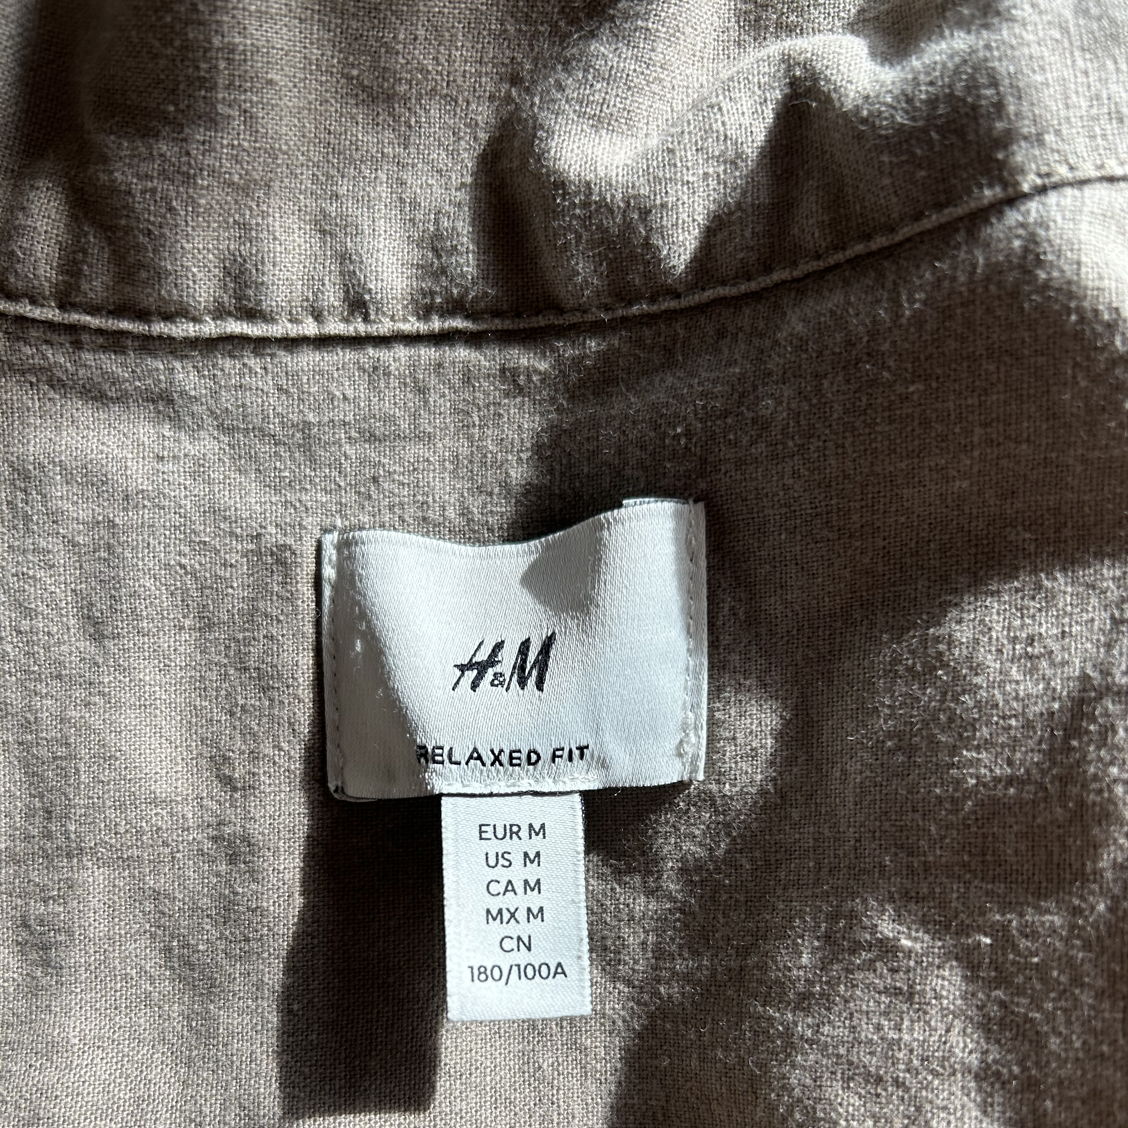 H&M
RELAXED FIT
EUR M
US M
CA M
MX M
CN
180/100A